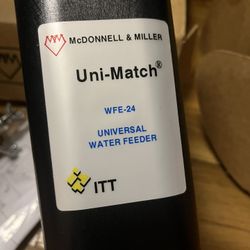 McDONNELL & MILLER
Uni-Match®
WFE-24
UNIVERSAL
WATER FEEDER
ITT